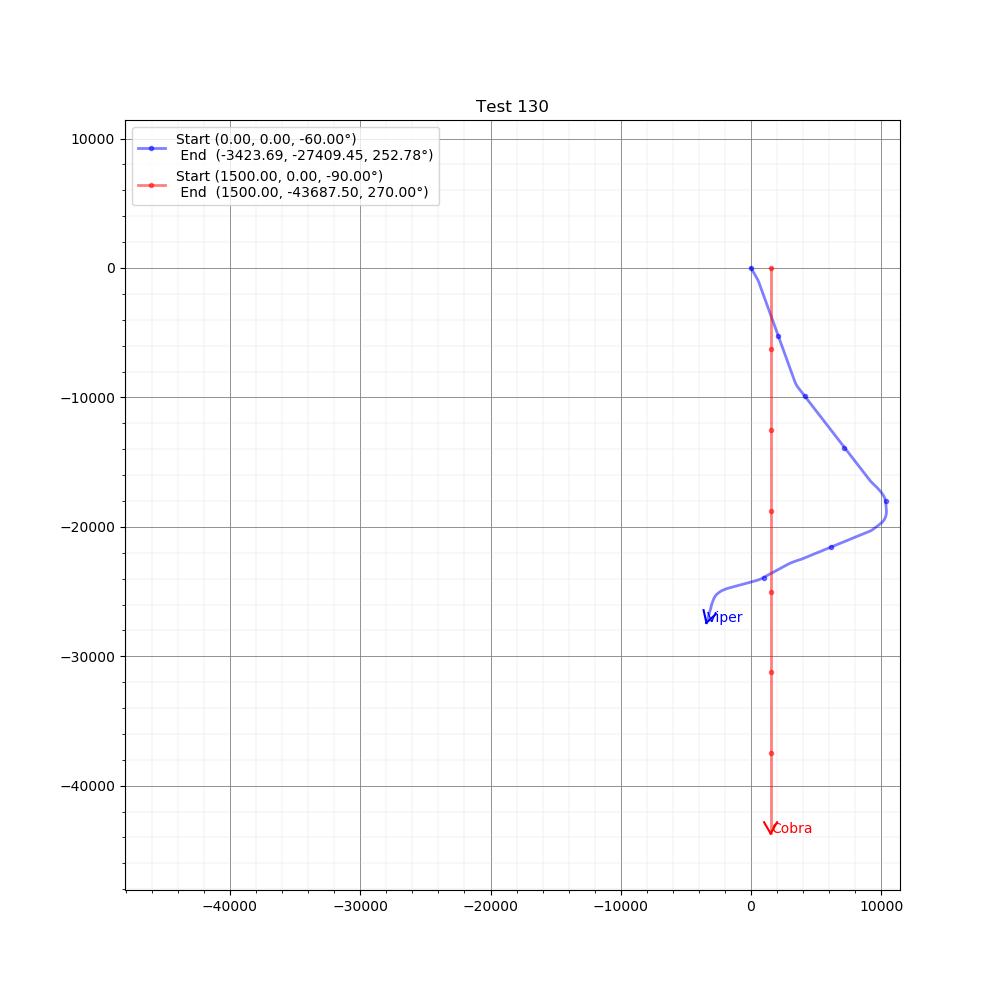 Test 130
Start (0.00, 0.00, -60.00°)
End (-3423.69, -27409.45, 252.78°)
Start (1500.00, 0.00, -90.00°)
End (1500.00, -43687.50, 270.00°)
10000
0
−10000
−20000
−30000
−40000
Viper
Cobra
−40000 −30000 −20000 −10000 0 10000